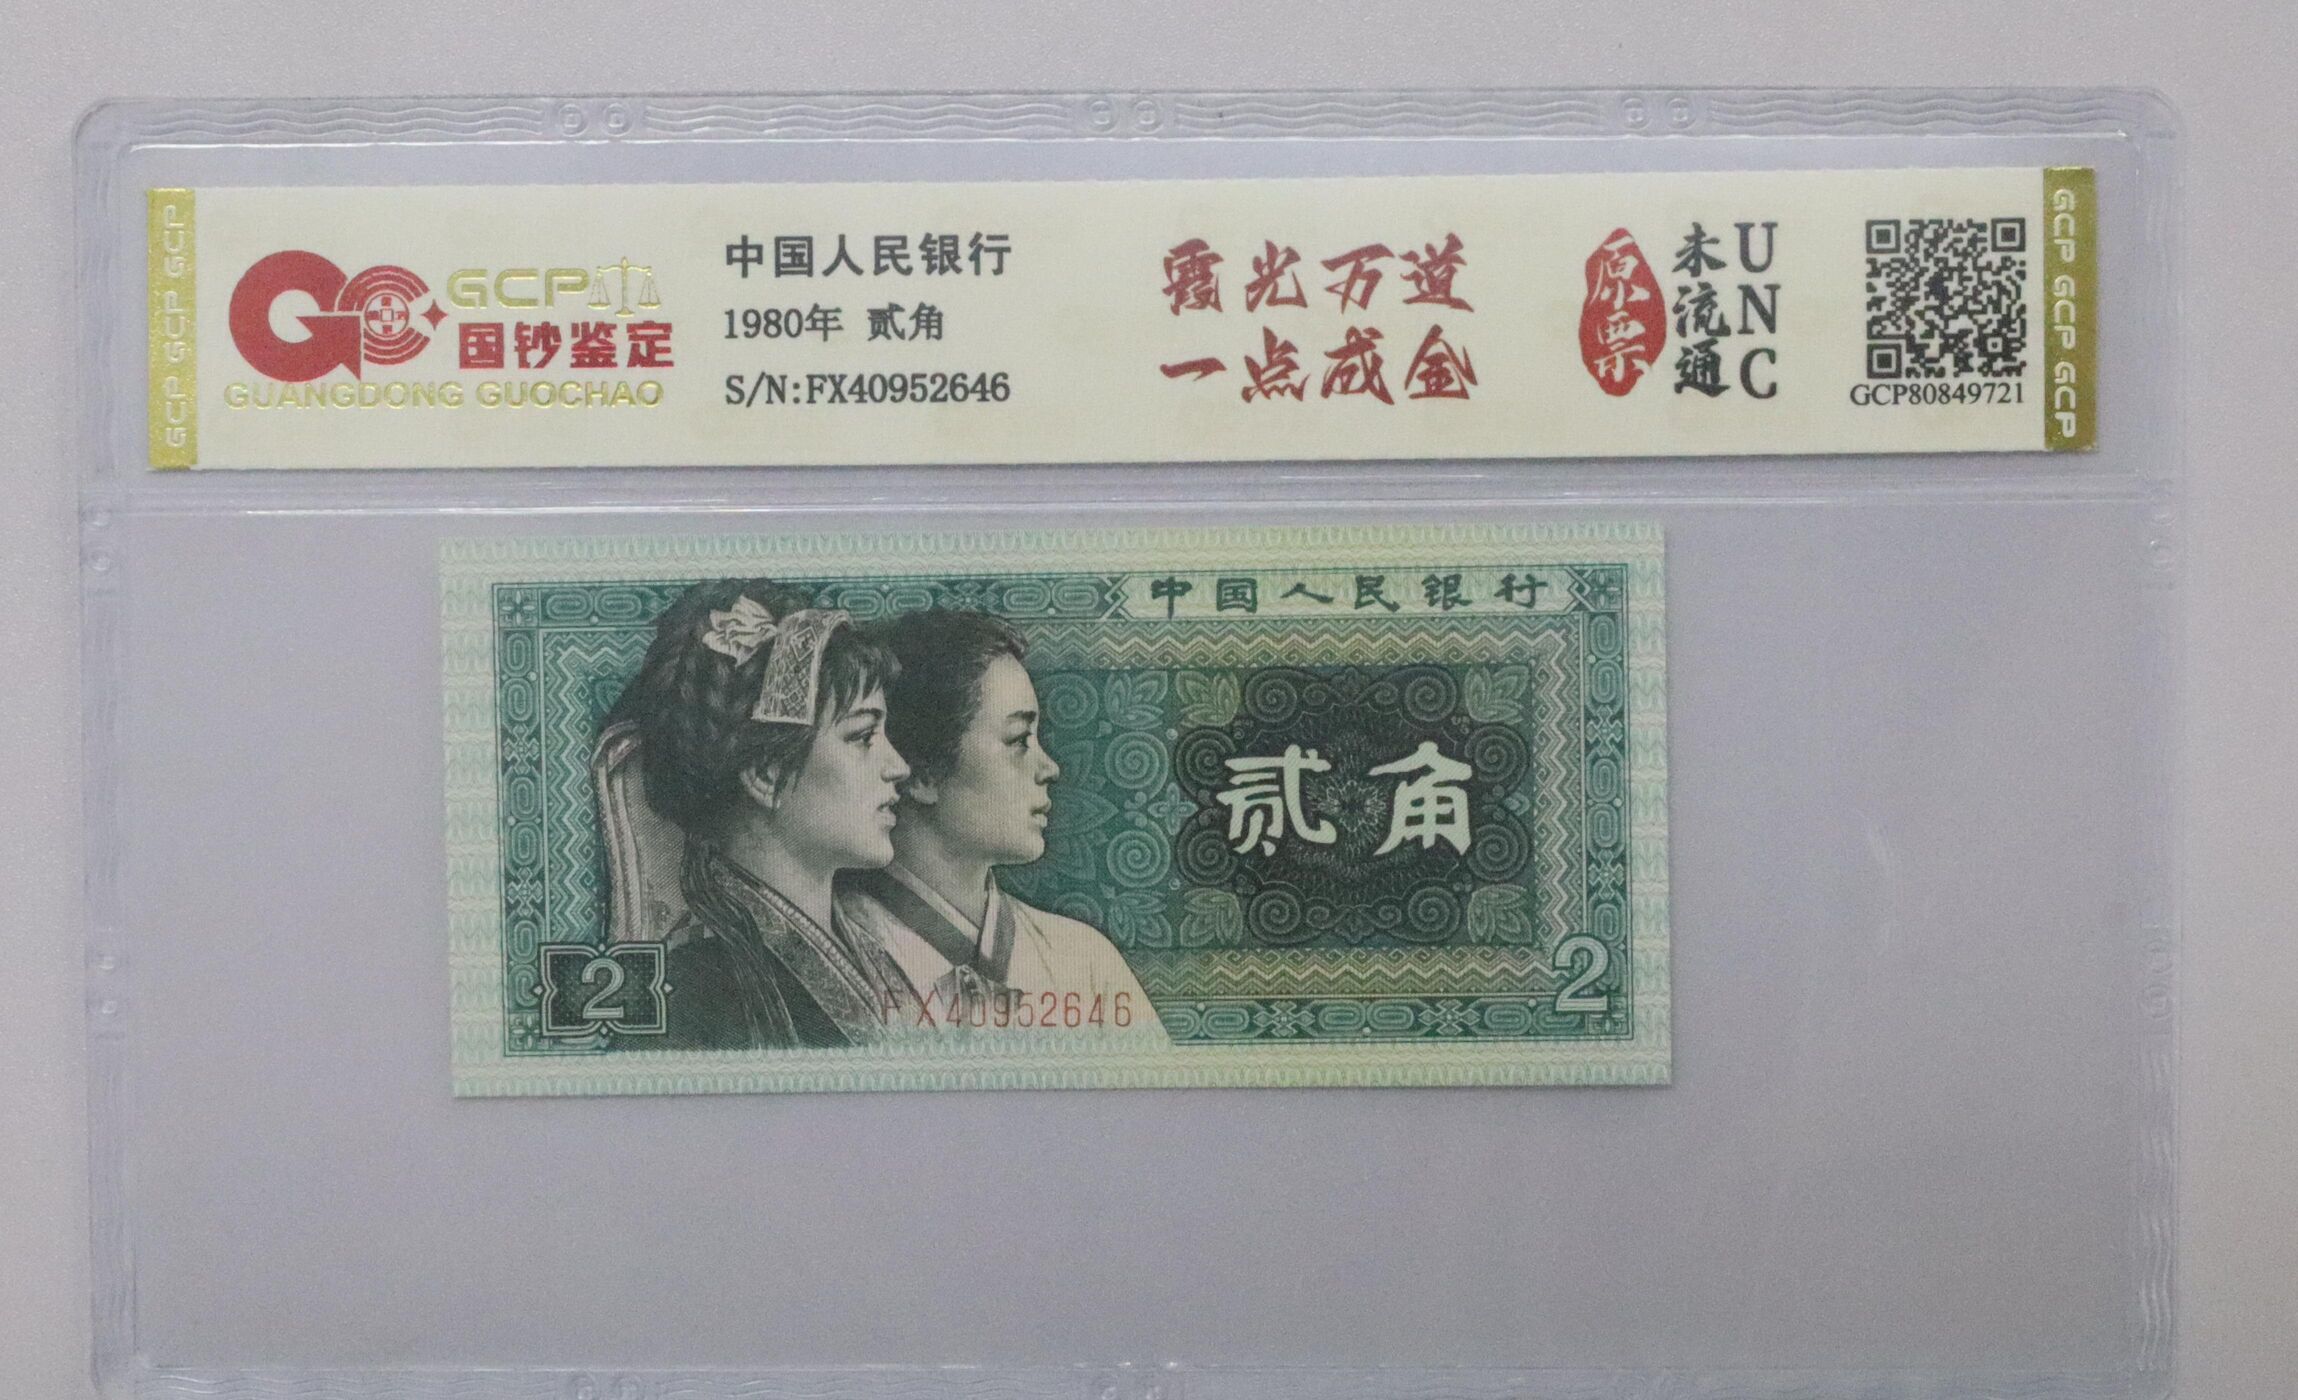 GCP GCP GCP
GCP
国钞鉴定
GUANGDONG GUOCHAO
中国人民银行
1980年 贰角
S/N:FX40952646
霞光万道
一点成金
原票
未流通
UNC
GCP80849721
GCP GCP GCP
中国人民银行
贰角
2
2
FX40952646